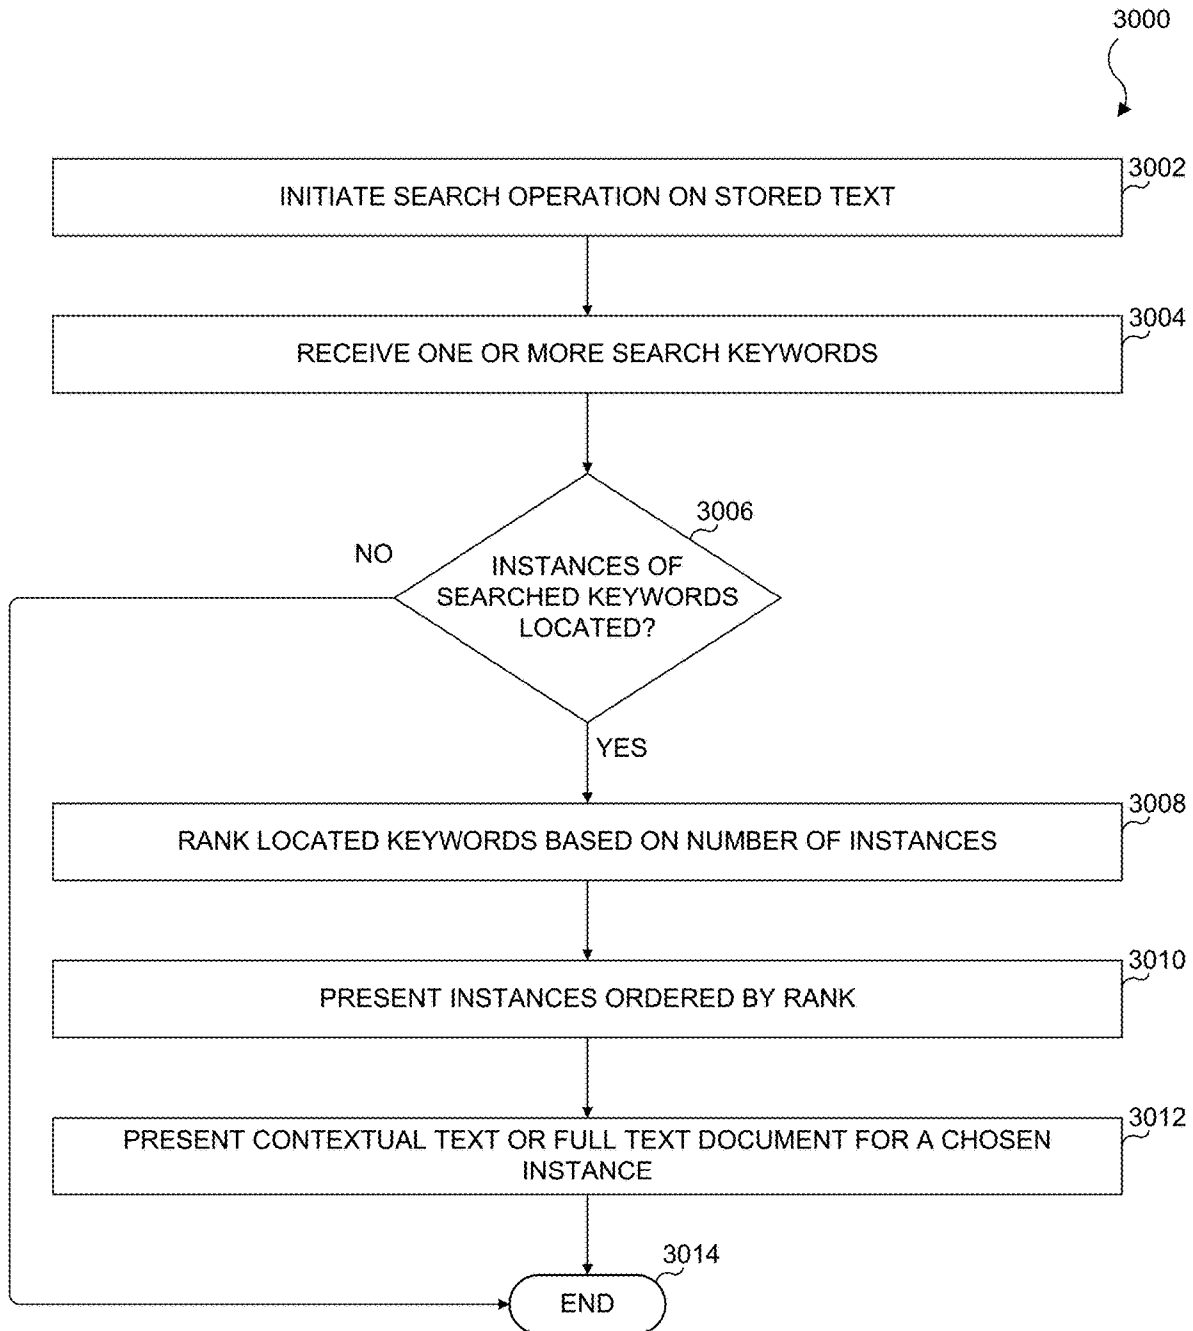 3000
3002
INITIATE SEARCH OPERATION ON STORED TEXT
3004
RECEIVE ONE OR MORE SEARCH KEYWORDS
3006
NO
INSTANCES OF
SEARCHED KEYWORDS
LOCATED?
YES
3008
RANK LOCATED KEYWORDS BASED ON NUMBER OF INSTANCES
3010
PRESENT INSTANCES ORDERED BY RANK
3012
PRESENT CONTEXTUAL TEXT OR FULL TEXT DOCUMENT FOR A CHOSEN
INSTANCE
3014
END